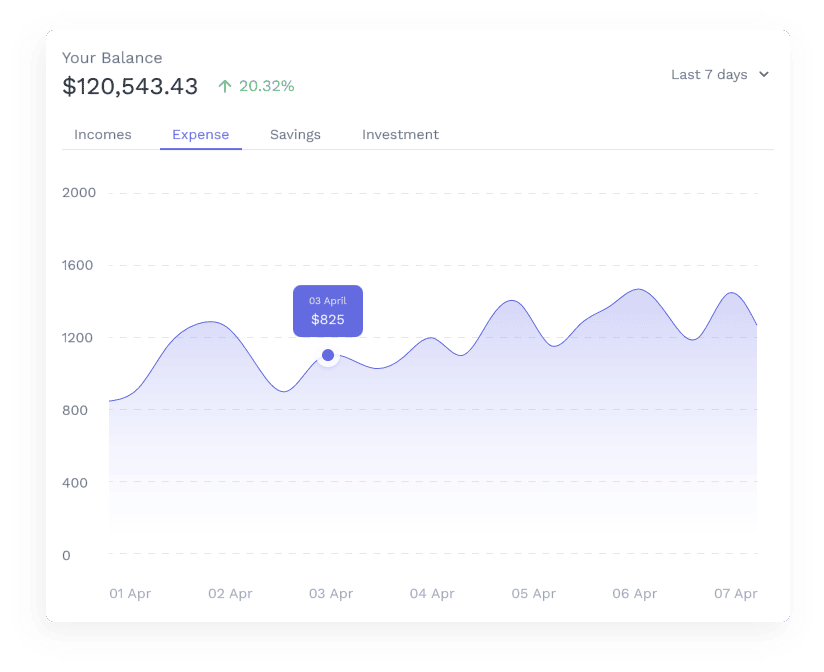 Your Balance
$120,543.43 20.32%
Last 7 days
Incomes Expense Savings Investment
2000
1600
1200
800
400
0
03 April
$825
01 Apr 02 Apr 03 Apr 04 Apr 05 Apr 06 Apr 07 Apr